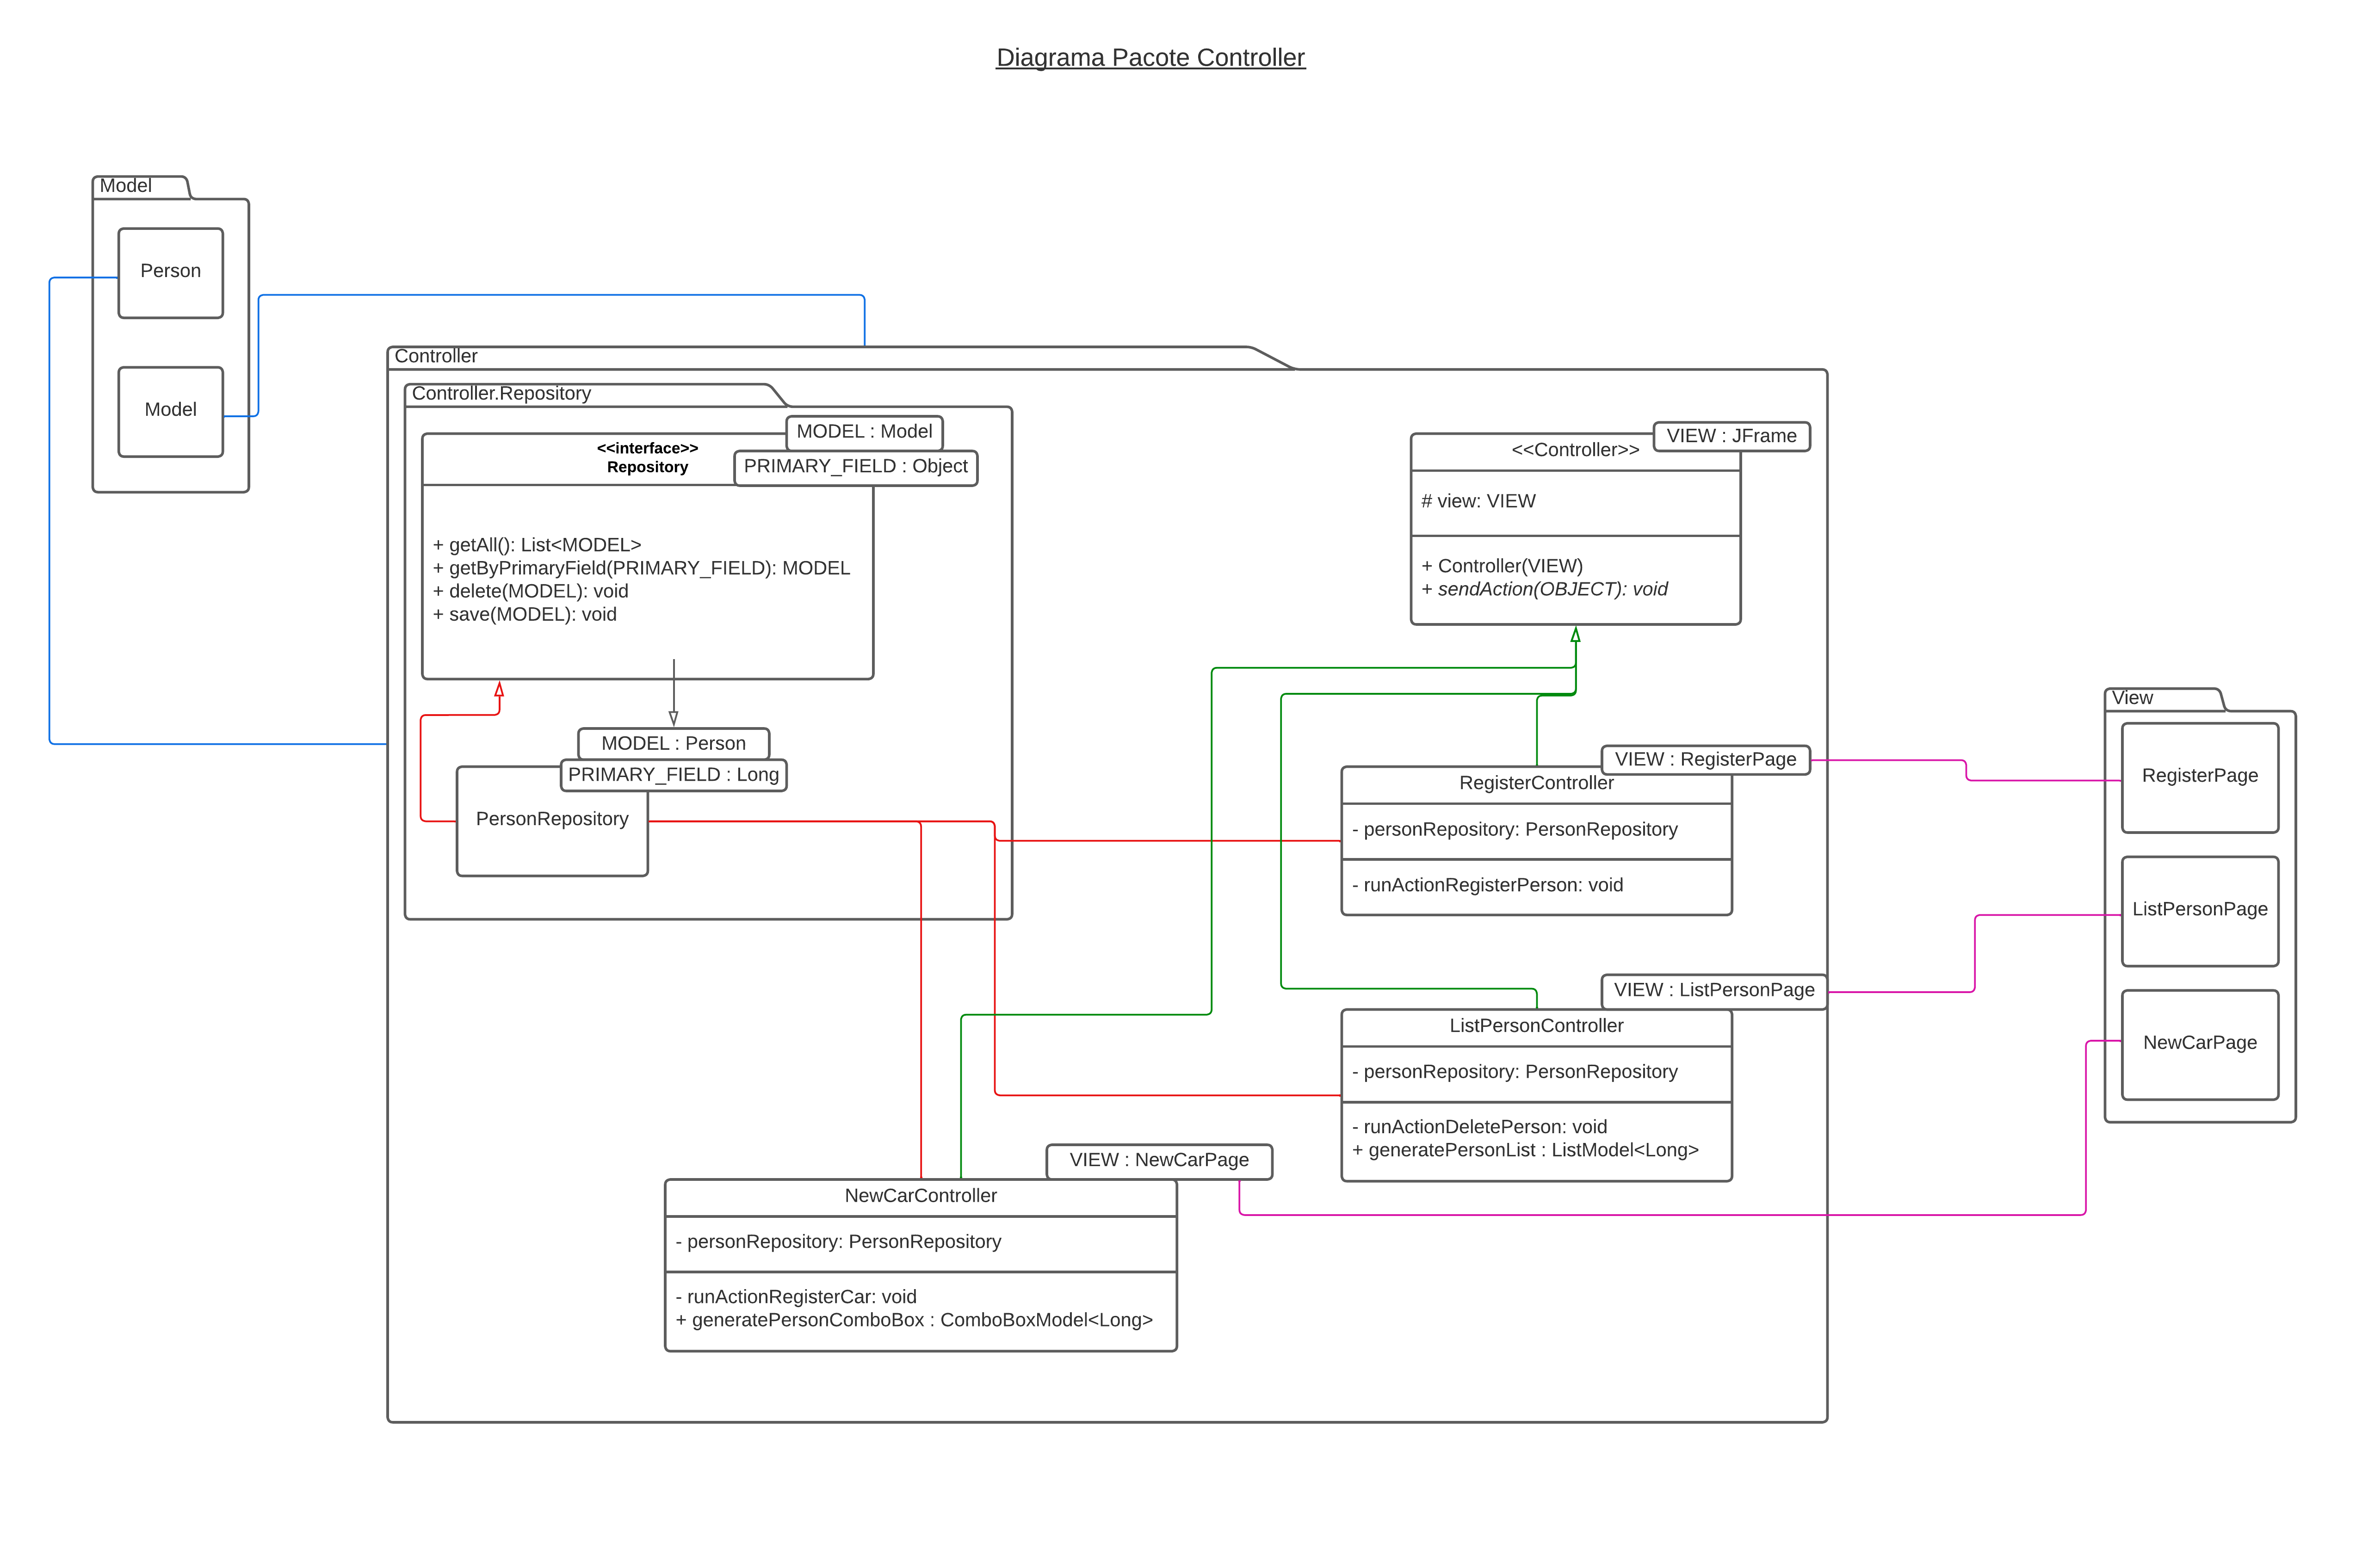 Diagrama Pacote Controller
Model
Person
Model
Controller
Controller.Repository
MODEL : Model
PRIMARY_FIELD : Object
<<interface>>
Repository
+ getAll(): List<MODEL>
+ getByPrimaryField(PRIMARY_FIELD): MODEL
+ delete(MODEL): void
+ save(MODEL): void
MODEL : Person
PRIMARY_FIELD : Long
PersonRepository
VIEW : JFrame
<<Controller>>
# view: VIEW
+ Controller(VIEW)
+ sendAction(OBJECT): void
VIEW : RegisterPage
RegisterController
- personRepository: PersonRepository
- runActionRegisterPerson: void
VIEW : ListPersonPage
ListPersonController
- personRepository: PersonRepository
- runActionDeletePerson: void
+ generatePersonList : ListModel<Long>
VIEW : NewCarPage
NewCarController
- personRepository: PersonRepository
- runActionRegisterCar: void
+ generatePersonComboBox : ComboBoxModel<Long>
View
RegisterPage
ListPersonPage
NewCarPage